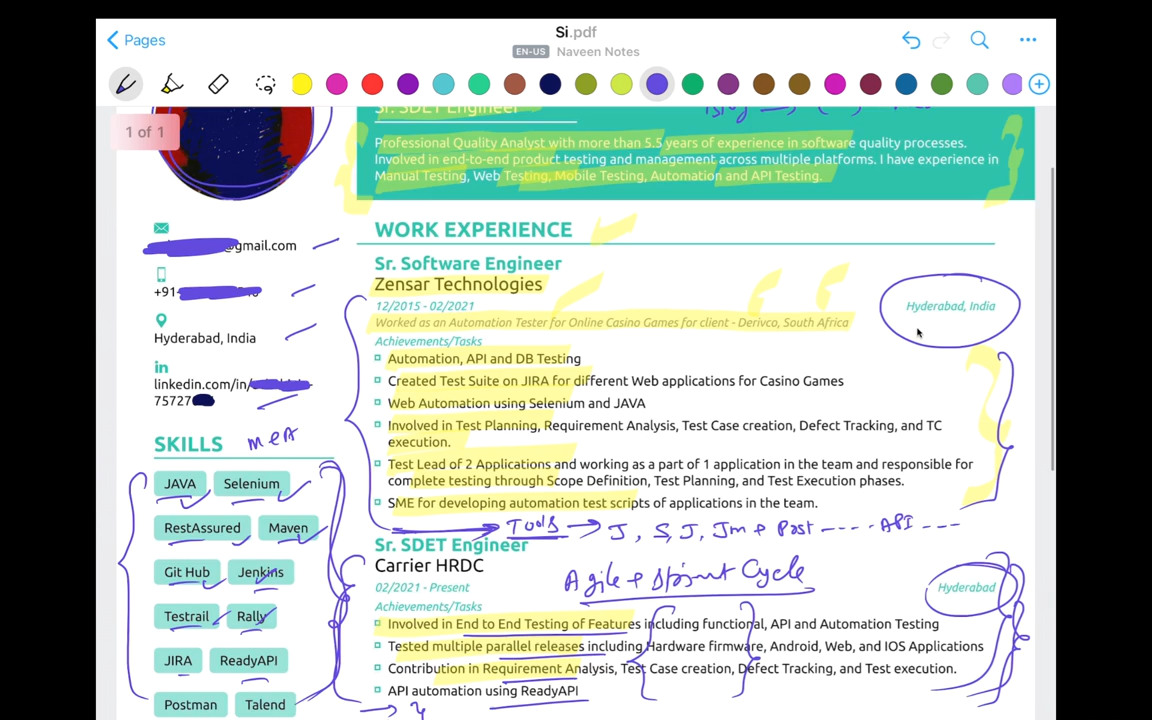 Pages
Si.pdf
EN-US Naveen Notes
1 of 1
Sr. SDET Engineer
Professional Quality Analyst with more than 5.5 years of experience in software quality processes.
Involved in end-to-end product testing and management across multiple platforms. I have experience in
Manual Testing, Web Testing, Mobile Testing, Automation and API Testing.
@gmail.com
+91-
Hyderabad, India
linkedin.com/in/
75727
SKILLS
JAVA Selenium
RestAssured Maven
Git Hub Jenkins
Testrail Rally
JIRA ReadyAPI
Postman Talend
WORK EXPERIENCE
Sr. Software Engineer
Zensar Technologies
12/2015 - 02/2021 Hyderabad, India
Worked as an Automation Tester for Online Casino Games for client - Derivco, South Africa
Achievements/Tasks
Automation, API and DB Testing
Created Test Suite on JIRA for different Web applications for Casino Games
Web Automation using Selenium and JAVA
Involved in Test Planning, Requirement Analysis, Test Case creation, Defect Tracking, and TC
execution.
Test Lead of 2 Applications and working as a part of 1 application in the team and responsible for
complete testing through Scope Definition, Test Planning, and Test Execution phases.
SME for developing automation test scripts of applications in the team.
Tools → J, S, J, Jm + Post ---- API ---
Sr. SDET Engineer
Carrier HRDC
Agile + Sprint Cycle
02/2021 - Present Hyderabad
Achievements/Tasks
Involved in End to End Testing of Features including functional, API and Automation Testing
Tested multiple parallel releases including Hardware firmware, Android, Web, and IOS Applications
Contribution in Requirement Analysis, Test Case creation, Defect Tracking, and Test execution.
API automation using ReadyAPI